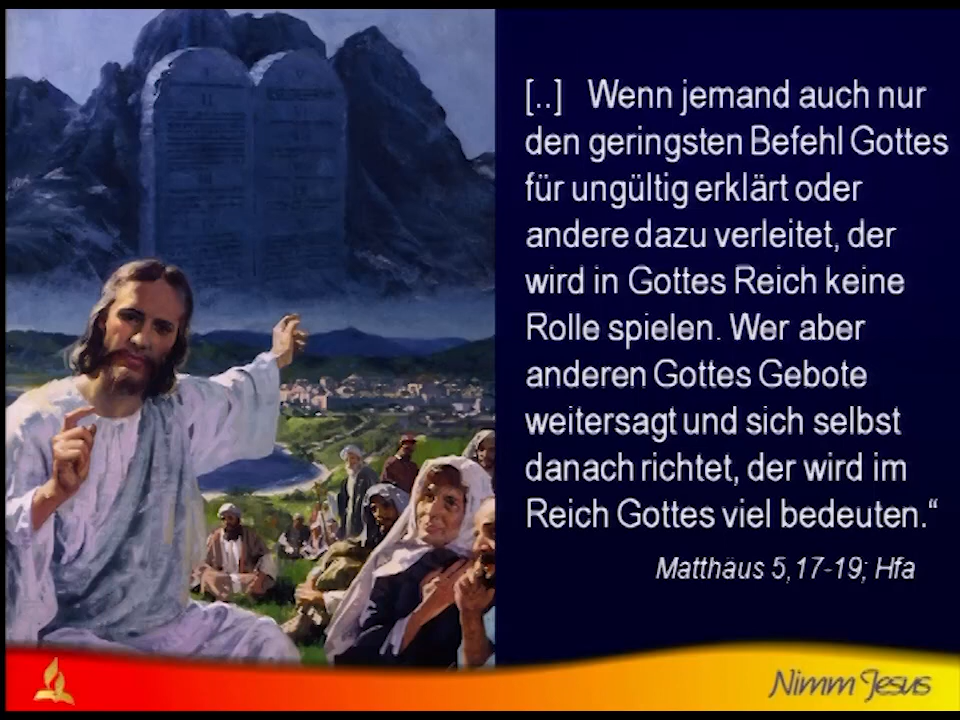 [..] Wenn jemand auch nur
den geringsten Befehl Gottes
für ungültig erklärt oder
andere dazu verleitet, der
wird in Gottes Reich keine
Rolle spielen. Wer aber
anderen Gottes Gebote
weitersagt und sich selbst
danach richtet, der wird im
Reich Gottes viel bedeuten.“
Matthäus 5,17-19; Hfa
Nimm Jesus